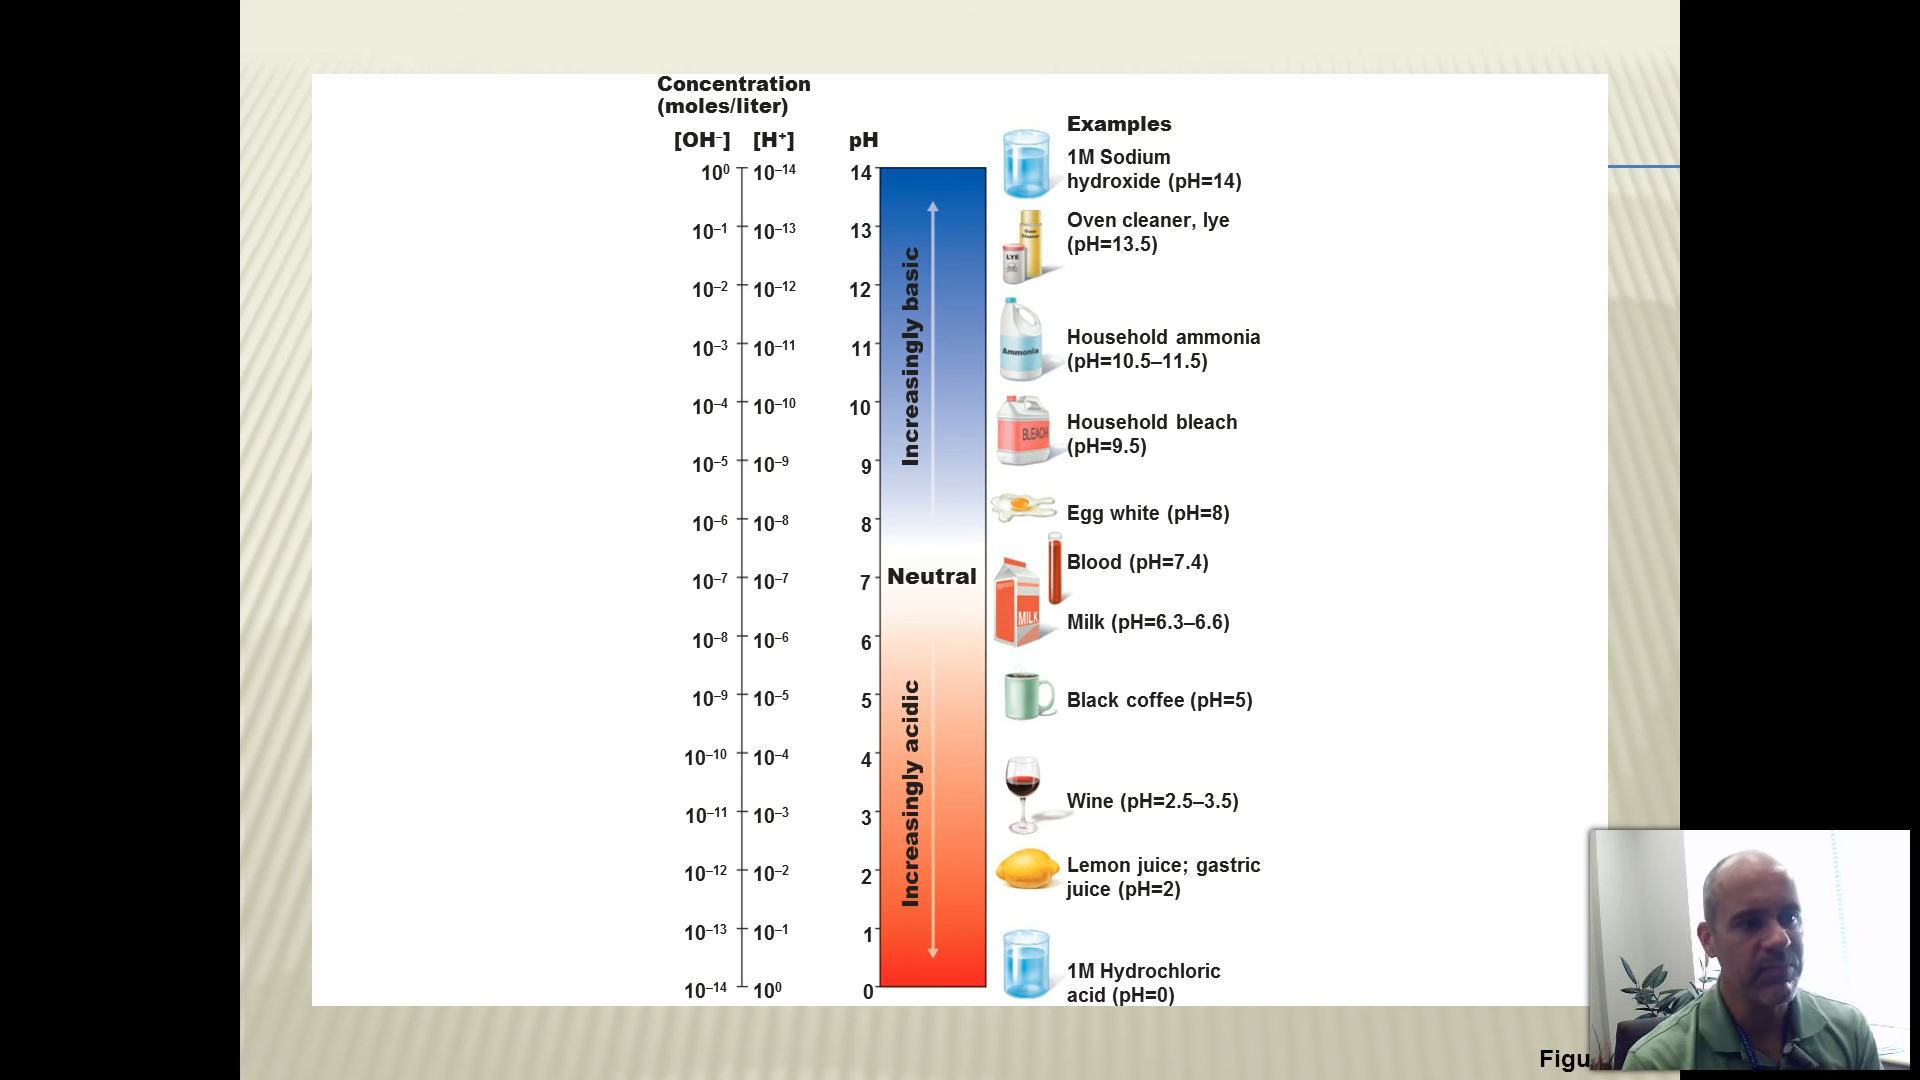 Concentration
(moles/liter)
[OH⁻] [H⁺] pH
Examples
10⁰ 10⁻¹⁴ 14
1M Sodium
hydroxide (pH=14)
10⁻¹ 10⁻¹³ 13
Oven cleaner, lye
(pH=13.5)
Oven
Cleaner
LYE
10⁻² 10⁻¹² 12
Increasingly basic
10⁻³ 10⁻¹¹ 11
Household ammonia
(pH=10.5–11.5)
Ammonia
10⁻⁴ 10⁻¹⁰ 10
Household bleach
(pH=9.5)
BLEACH
10⁻⁵ 10⁻⁹ 9
10⁻⁶ 10⁻⁸ 8
Egg white (pH=8)
Blood (pH=7.4)
10⁻⁷ 10⁻⁷ 7 Neutral
MILK
Milk (pH=6.3–6.6)
10⁻⁸ 10⁻⁶ 6
10⁻⁹ 10⁻⁵ 5
Black coffee (pH=5)
Increasingly acidic
10⁻¹⁰ 10⁻⁴ 4
Wine (pH=2.5–3.5)
10⁻¹¹ 10⁻³ 3
10⁻¹² 10⁻² 2
Lemon juice; gastric
juice (pH=2)
10⁻¹³ 10⁻¹ 1
10⁻¹⁴ 10⁰ 0
1M Hydrochloric
acid (pH=0)
Figu